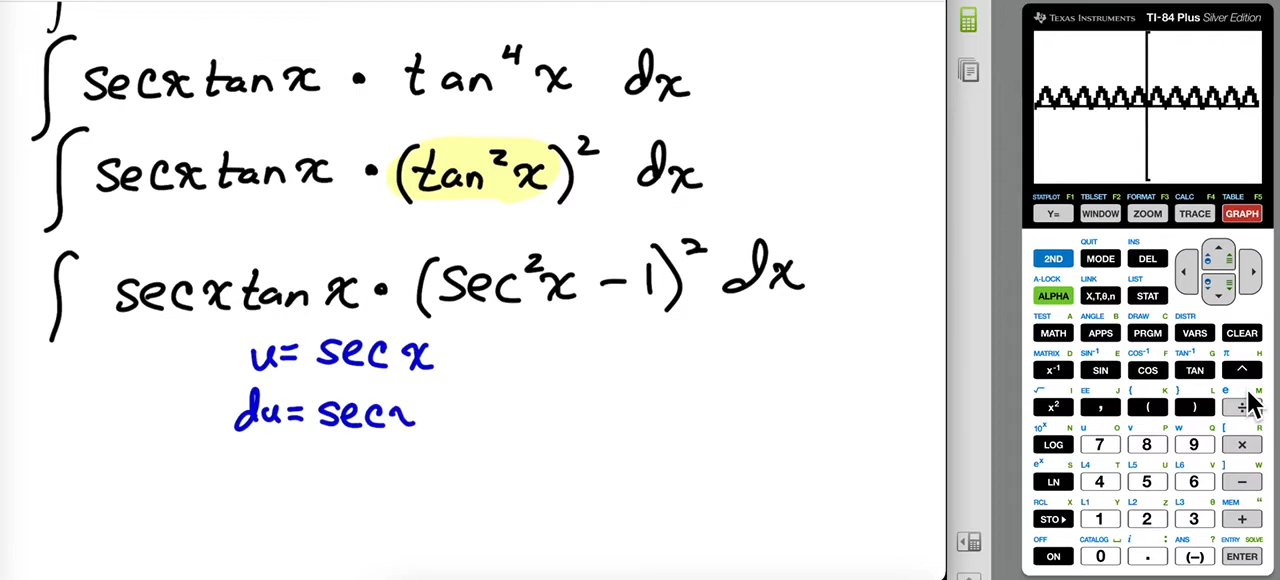 ∫ sec x tan x · tan⁴ x dx
∫ sec x tan x · (tan² x)² dx
∫ sec x tan x · (sec² x − 1)² dx
u = sec x
du = sec x
TEXAS INSTRUMENTS TI-84 Plus Silver Edition
STATPLOT F1 TBLSET F2 FORMAT F3 CALC F4 TABLE F5
Y= WINDOW ZOOM TRACE GRAPH
QUIT INS
2ND MODE DEL
A-LOCK LINK LIST
ALPHA X,T,θ,n STAT
TEST A ANGLE B DRAW C DISTR
MATH APPS PRGM VARS CLEAR
MATRIX D SIN⁻¹ E COS⁻¹ F TAN⁻¹ G π H
x⁻¹ SIN COS TAN ^
√ I EE J { K } L e M
x² , ( ) ÷
10ˣ N u O v P w Q [ R
LOG 7 8 9 ×
eˣ S L4 T L5 U L6 V ] W
LN 4 5 6 −
RCL X L1 Y L2 Z L3 θ MEM “
STO▸ 1 2 3 +
OFF CATALOG ⎵ i : ANS ? ENTRY SOLVE
ON 0 . (−) ENTER